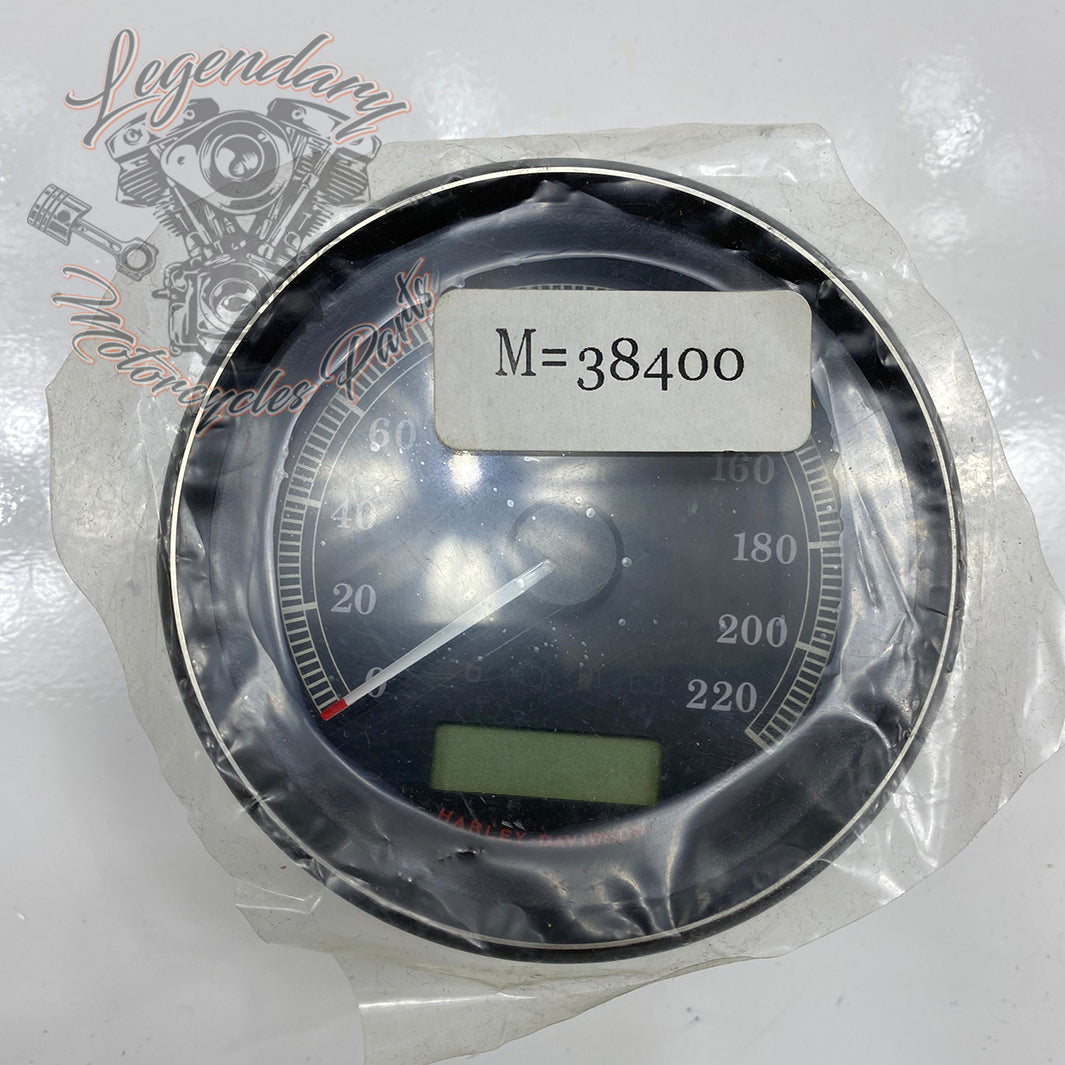 Legendary
Motorcycles Parts
M=38400
60
160
40
180
20
200
0
220
HARLEY-DAVIDSON